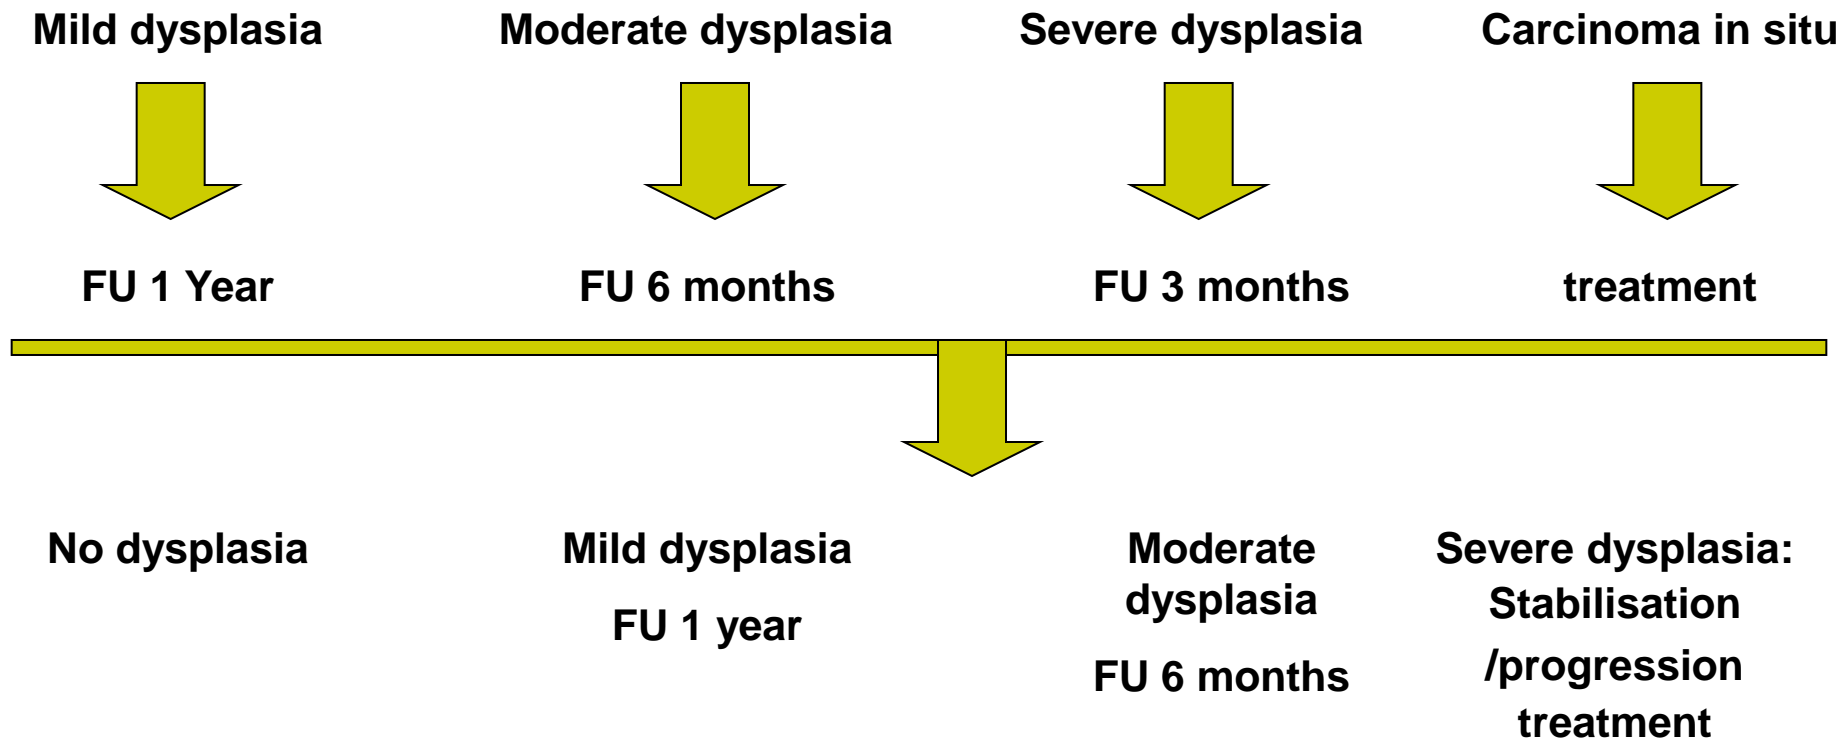 Mild dysplasia
Moderate dysplasia
Severe dysplasia
Carcinoma in situ
FU 1 Year
FU 6 months
FU 3 months
treatment
No dysplasia
Mild dysplasia
FU 1 year
Moderate
dysplasia
FU 6 months
Severe dysplasia:
Stabilisation
/progression
treatment